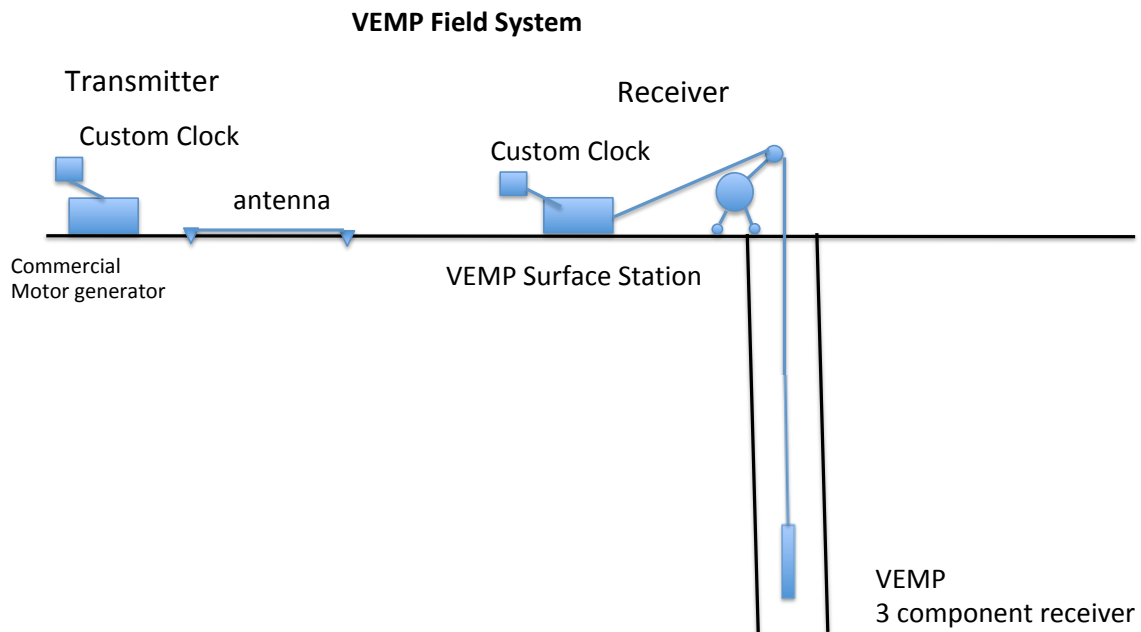 VEMP Field System
Transmitter
Receiver
Custom Clock
Custom Clock
antenna
Commercial
Motor generator
VEMP Surface Station
VEMP
3 component receiver